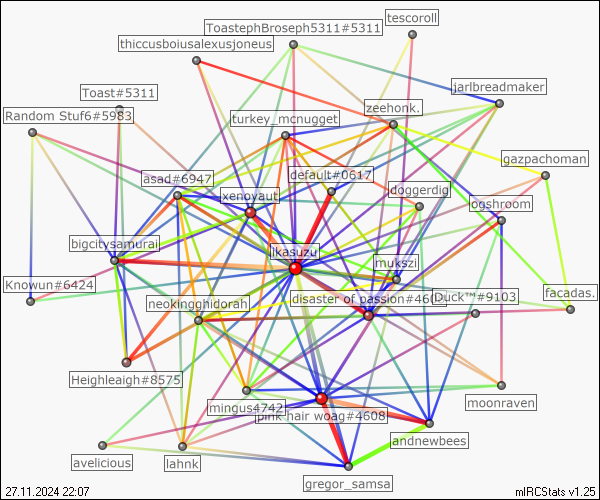 tescoroll
ToastephBroseph5311#5311
thiccusboiusalexusjoneus
jarlbreadmaker
Toast#5311
zeehonk.
Random Stuf6#5983
turkey_mcnugget
gazpachoman
default#0617
asad#6947
doggerdig
xenoyaut
ogshroom
bigcitysamurai
likasuzu
mukszi
Knowun#6424
neokingghidorah
disaster of passion#460
Duck™#9103
facadas.
Heighleaigh#8575
mingus4742
pink hair woag#4608
moonraven
andnewbees
avelicious
lahnk
gregor_samsa
27.11.2024 22:07
mIRCStats v1.25